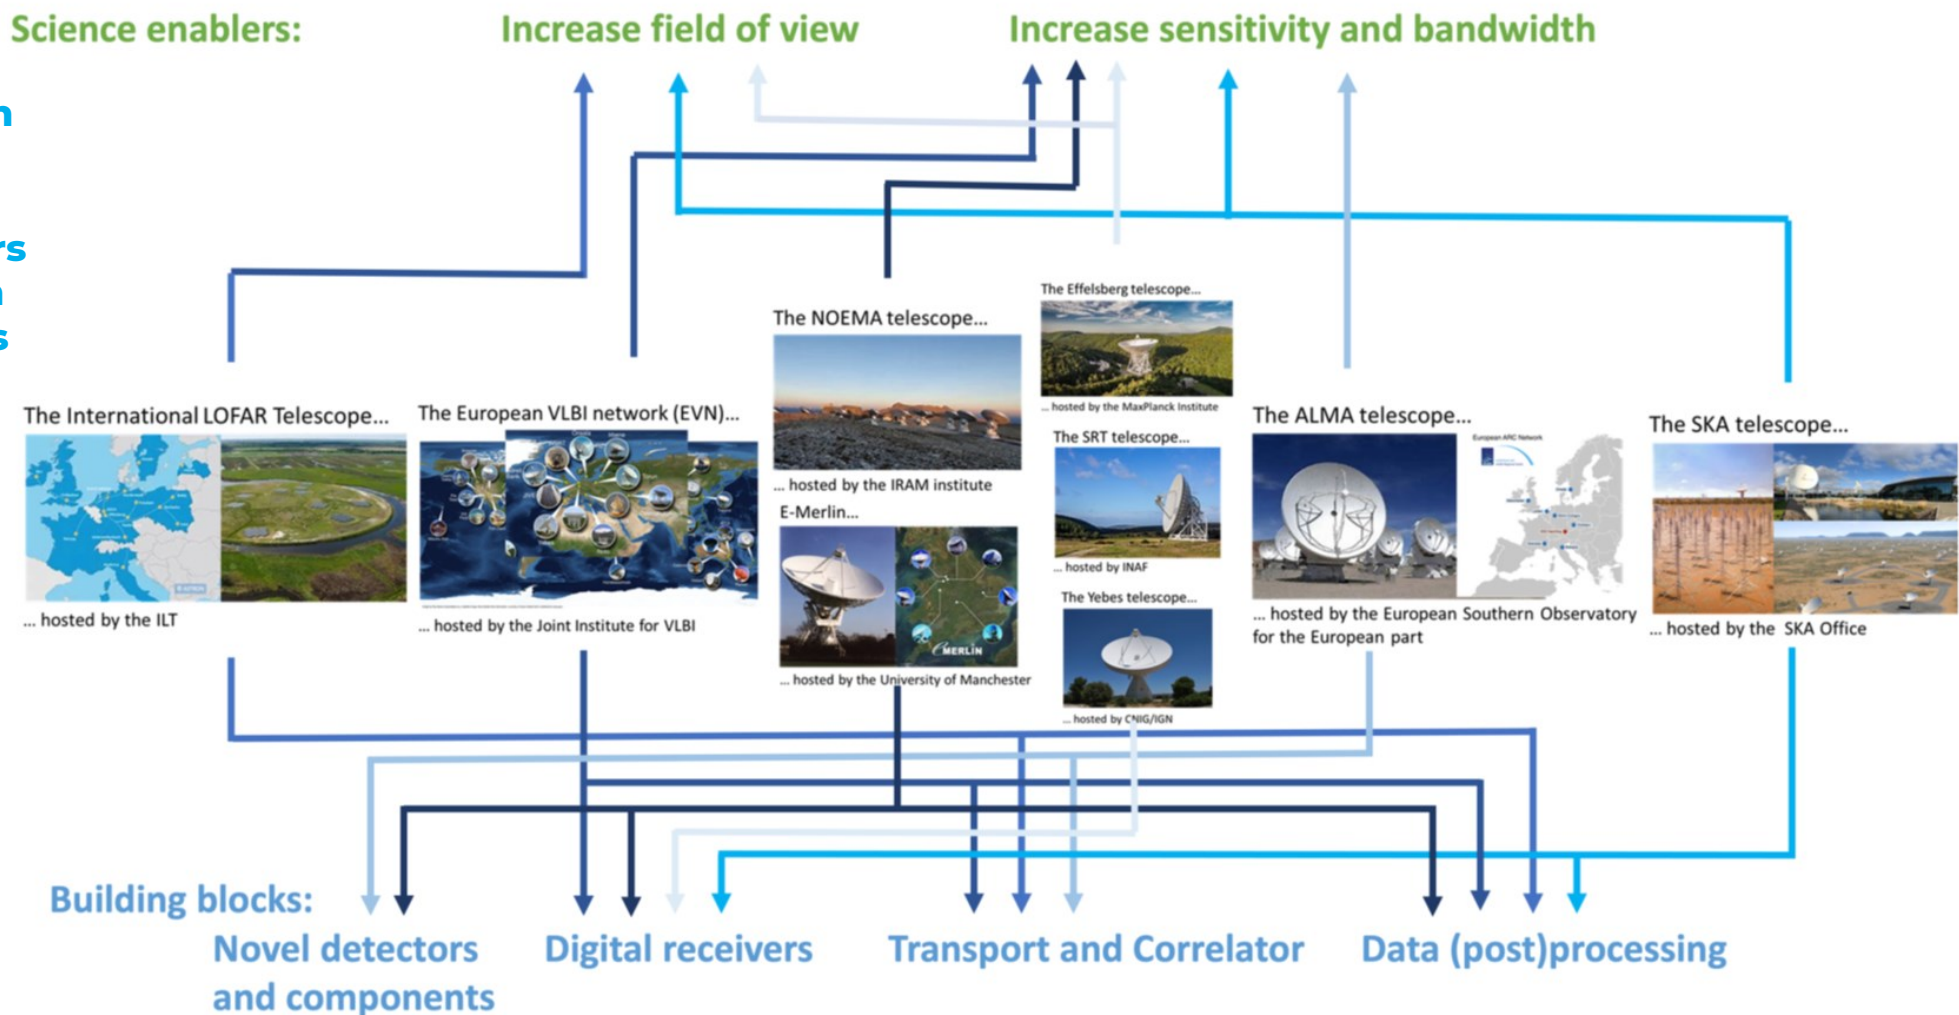 Science enablers:
Increase field of view
Increase sensitivity and bandwidth
n
rs
s
The Effelsberg telescope...
The NOEMA telescope...
... hosted by the MaxPlanck Institute
The International LOFAR Telescope...
The European VLBI network (EVN)...
The ALMA telescope...
The SKA telescope...
The SRT telescope...
European ARC Network
... hosted by the IRAM institute
E-Merlin...
... hosted by INAF
The Yebes telescope...
... hosted by the ILT
... hosted by the Joint Institute for VLBI
... hosted by the European Southern Observatory
for the European part
... hosted by the SKA Office
eMERLIN
... hosted by the University of Manchester
... hosted by CNIG/IGN
Building blocks:
Novel detectors
and components
Digital receivers
Transport and Correlator
Data (post)processing